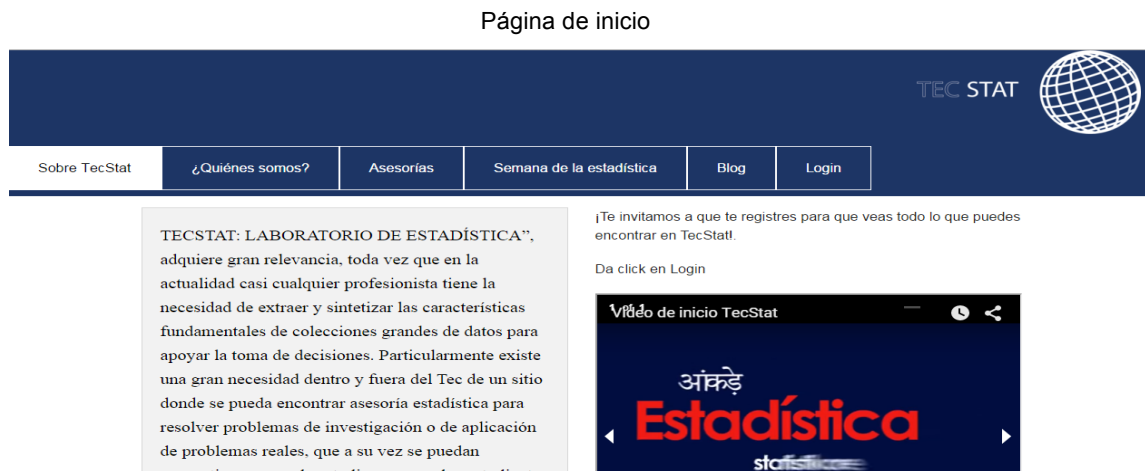 Página de inicio
TEC STAT
Sobre TecStat
¿Quiénes somos?
Asesorías
Semana de la estadística
Blog
Login
TECSTAT: LABORATORIO DE ESTADÍSTICA”,
adquiere gran relevancia, toda vez que en la
actualidad casi cualquier profesionista tiene la
necesidad de extraer y sintetizar las características
fundamentales de colecciones grandes de datos para
apoyar la toma de decisiones. Particularmente existe
una gran necesidad dentro y fuera del Tec de un sitio
donde se pueda encontrar asesoría estadística para
resolver problemas de investigación o de aplicación
de problemas reales, que a su vez se puedan
¡Te invitamos a que te registres para que veas todo lo que puedes
encontrar en TecStat!.
Da click en Login
Video de inicio TecStat
आंकड़े
Estadística